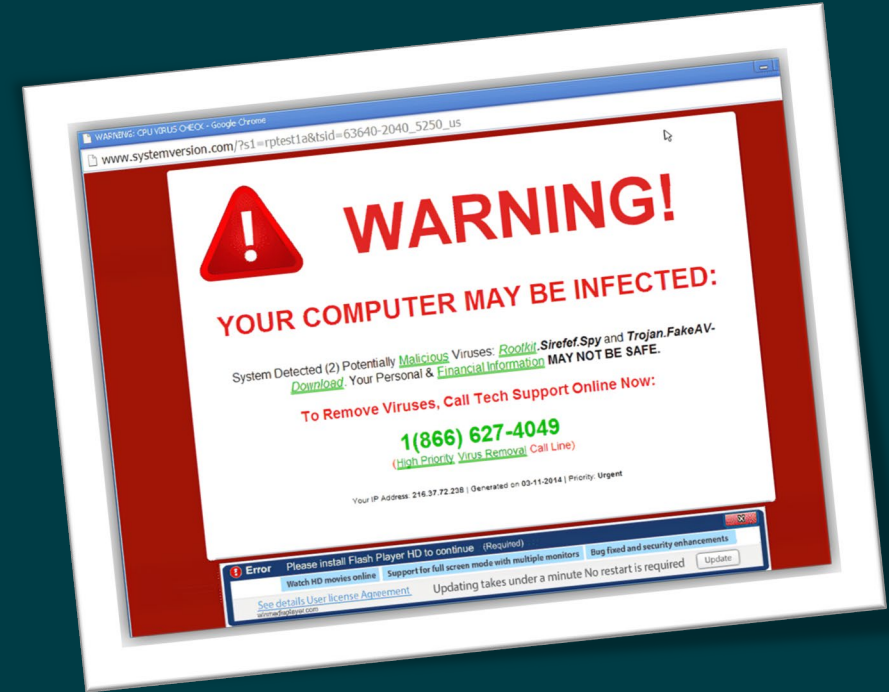 WARNING: CPU VIRUS CHECK - Google Chrome
www.systemversion.com/?s1=rptest1a&tsid=63640-2040_5250_us
WARNING!
YOUR COMPUTER MAY BE INFECTED:
System Detected (2) Potentially Malicious Viruses: Rootkit.Sirefef.Spy and Trojan.FakeAV-
Download. Your Personal & Financial Information MAY NOT BE SAFE.
To Remove Viruses, Call Tech Support Online Now:
1(866) 627-4049
(High Priority Virus Removal Call Line)
Your IP Address: 216.37.72.238 | Generated on 03-11-2014 | Priority: Urgent
Error Please install Flash Player HD to continue (Required)
Watch HD movies online Support for full screen mode with multiple monitors Bug fixed and security enhancements
See details User license Agreement Updating takes under a minute No restart is required Update
winmediaplayer.com